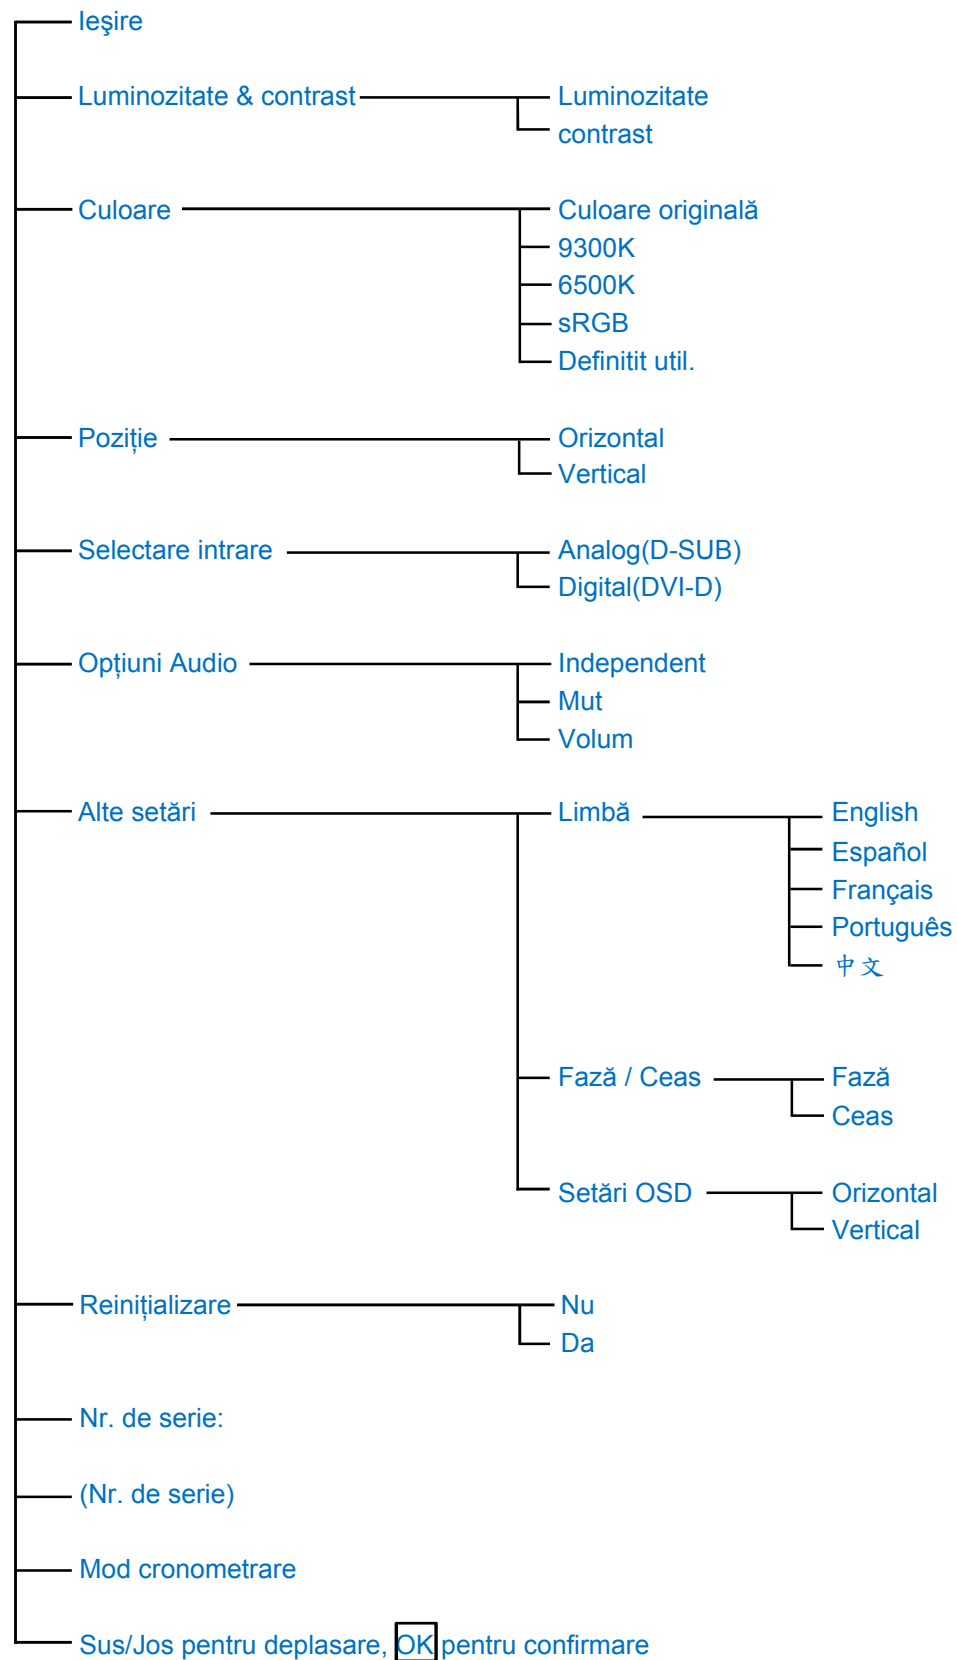 Ieşire
Luminozitate & contrast
Luminozitate
contrast
Culoare
Culoare originală
9300K
6500K
sRGB
Definitit util.
Poziție
Orizontal
Vertical
Selectare intrare
Analog(D-SUB)
Digital(DVI-D)
Opțiuni Audio
Independent
Mut
Volum
Alte setări
Limbă
English
Español
Français
Português
中文
Fază / Ceas
Fază
Ceas
Setări OSD
Orizontal
Vertical
Reinițializare
Nu
Da
Nr. de serie:
(Nr. de serie)
Mod cronometrare
Sus/Jos pentru deplasare, OK pentru confirmare